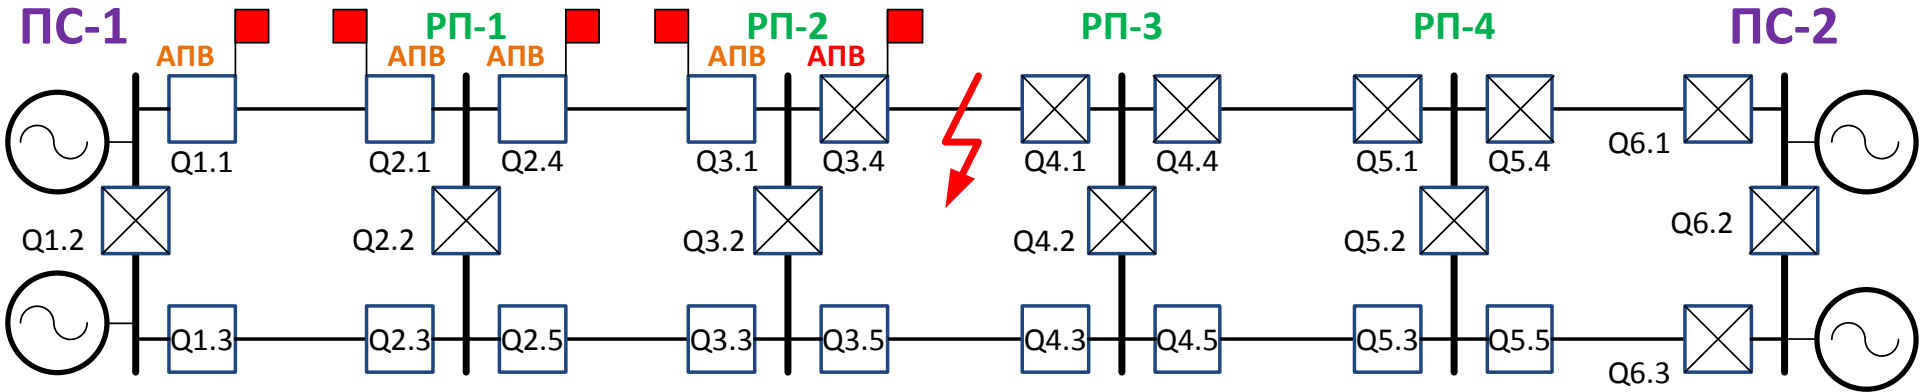 ПС-1
РП-1
РП-2
РП-3
РП-4
ПС-2
АПВ
АПВ
АПВ
АПВ
АПВ
Q1.1
Q2.1
Q2.4
Q3.1
Q3.4
Q4.1
Q4.4
Q5.1
Q5.4
Q6.1
Q1.2
Q2.2
Q3.2
Q4.2
Q5.2
Q6.2
Q1.3
Q2.3
Q2.5
Q3.3
Q3.5
Q4.3
Q4.5
Q5.3
Q5.5
Q6.3